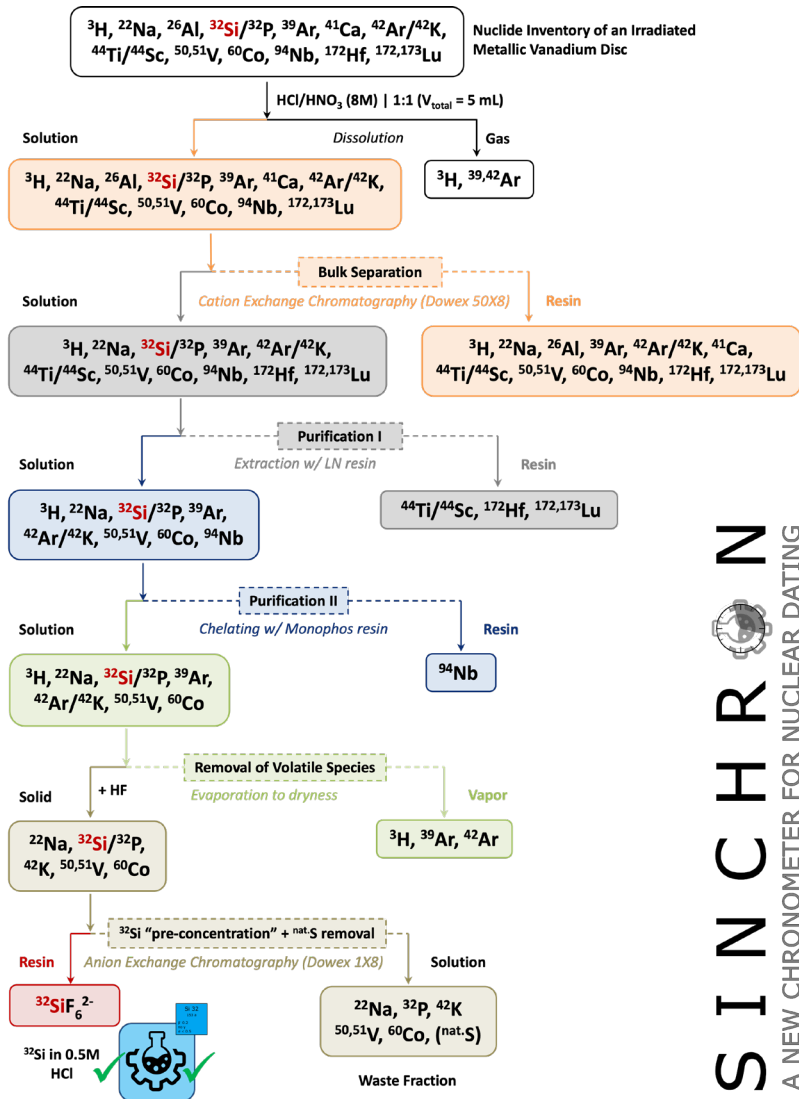 ³H, ²²Na, ²⁶Al, ³²Si/³²P, ³⁹Ar, ⁴¹Ca, ⁴²Ar/⁴²K,
⁴⁴Ti/⁴⁴Sc, ⁵⁰,⁵¹V, ⁶⁰Co, ⁹⁴Nb, ¹⁷²Hf, ¹⁷²,¹⁷³Lu
Nuclide Inventory of an Irradiated
Metallic Vanadium Disc
HCl/HNO₃ (8M) | 1:1 (Vtotal = 5 mL)
Solution
Dissolution
Gas
³H, ²²Na, ²⁶Al, ³²Si/³²P, ³⁹Ar, ⁴¹Ca, ⁴²Ar/⁴²K,
⁴⁴Ti/⁴⁴Sc, ⁵⁰,⁵¹V, ⁶⁰Co, ⁹⁴Nb, ¹⁷²,¹⁷³Lu
³H, ³⁹,⁴²Ar
Bulk Separation
Solution
Cation Exchange Chromatography (Dowex 50X8)
Resin
³H, ²²Na, ³²Si/³²P, ³⁹Ar, ⁴²Ar/⁴²K,
⁴⁴Ti/⁴⁴Sc, ⁵⁰,⁵¹V, ⁶⁰Co, ⁹⁴Nb, ¹⁷²Hf, ¹⁷²,¹⁷³Lu
³H, ²²Na, ²⁶Al, ³⁹Ar, ⁴²Ar/⁴²K, ⁴¹Ca,
⁴⁴Ti/⁴⁴Sc, ⁵⁰,⁵¹V, ⁶⁰Co, ⁹⁴Nb, ¹⁷²Hf, ¹⁷²,¹⁷³Lu
Purification I
Solution
Extraction w/ LN resin
Resin
³H, ²²Na, ³²Si/³²P, ³⁹Ar,
⁴²Ar/⁴²K, ⁵⁰,⁵¹V, ⁶⁰Co, ⁹⁴Nb
⁴⁴Ti/⁴⁴Sc, ¹⁷²Hf, ¹⁷²,¹⁷³Lu
Purification II
Solution
Chelating w/ Monophos resin
Resin
³H, ²²Na, ³²Si/³²P, ³⁹Ar,
⁴²Ar/⁴²K, ⁵⁰,⁵¹V, ⁶⁰Co
⁹⁴Nb
Removal of Volatile Species
Solid
+ HF
Evaporation to dryness
Vapor
²²Na, ³²Si/³²P,
⁴²K, ⁵⁰,⁵¹V, ⁶⁰Co
³H, ³⁹Ar, ⁴²Ar
³²Si “pre-concentration” + ⁿᵃᵗ·S removal
Resin
Anion Exchange Chromatography (Dowex 1X8)
Solution
³²SiF₆²⁻
²²Na, ³²P, ⁴²K
⁵⁰,⁵¹V, ⁶⁰Co, (ⁿᵃᵗ·S)
Si 32
³²Si in 0.5M
HCl
Waste Fraction
SINCHRON
A NEW CHRONOMETER FOR NUCLEAR DATING